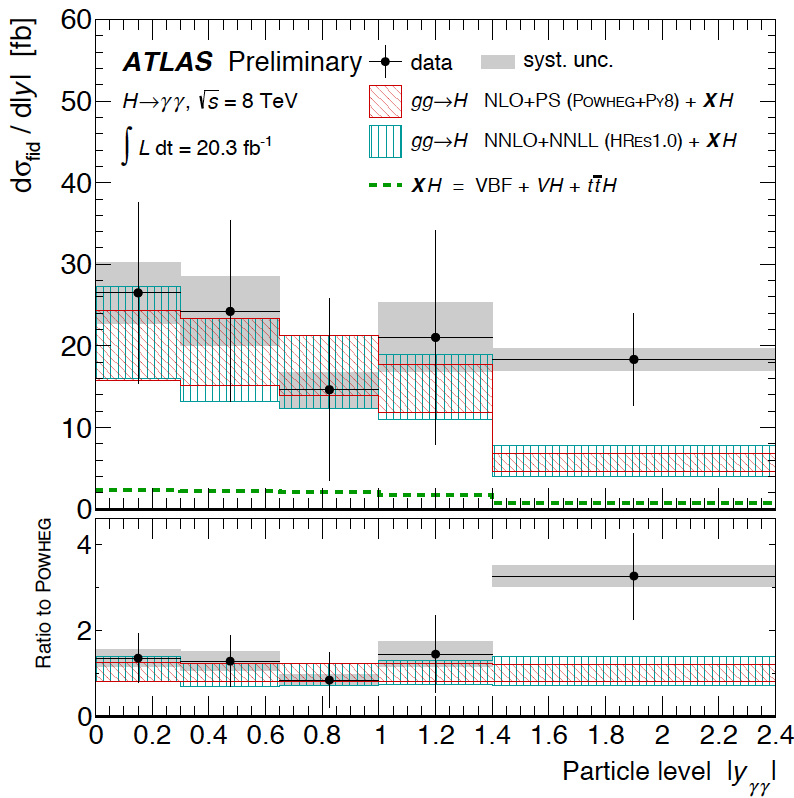 60
50
40
30
20
10
0
dσfid / d|y| [fb]
ATLAS Preliminary
H→γγ, √s = 8 TeV
∫ L dt = 20.3 fb-1
data
syst. unc.
gg→H NLO+PS (POWHEG+PY8) + XH
gg→H NNLO+NNLL (HRES1.0) + XH
XH = VBF + VH + tt̄H
4
2
0
Ratio to POWHEG
0 0.2 0.4 0.6 0.8 1 1.2 1.4 1.6 1.8 2 2.2 2.4
Particle level |yγγ|